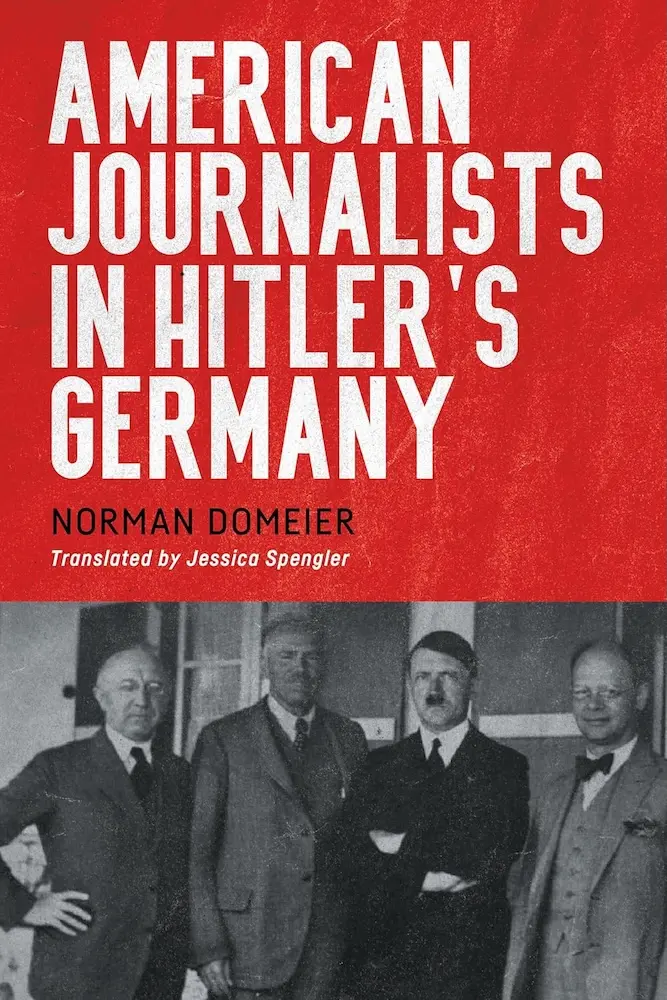 AMERICAN
JOURNALISTS
IN HITLER'S
GERMANY
NORMAN DOMEIER
Translated by Jessica Spengler